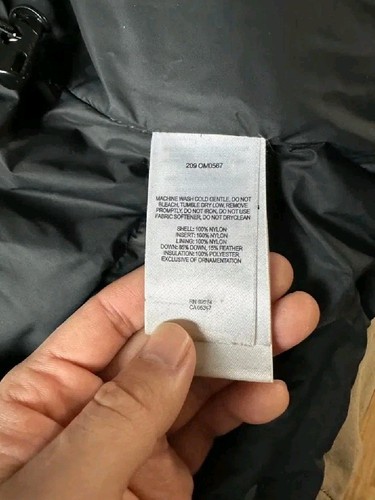 209 OM0567
MACHINE WASH COLD GENTLE, DO NOT
BLEACH, TUMBLE DRY LOW, REMOVE
PROMPTLY, DO NOT IRON, DO NOT USE
FABRIC SOFTENER, DO NOT DRYCLEAN
SHELL: 100% NYLON
INSERT: 100% NYLON
LINING: 100% NYLON
DOWN: 85% DOWN, 15% FEATHER
INSULATION: 100% POLYESTER,
EXCLUSIVE OF ORNAMENTATION
RN